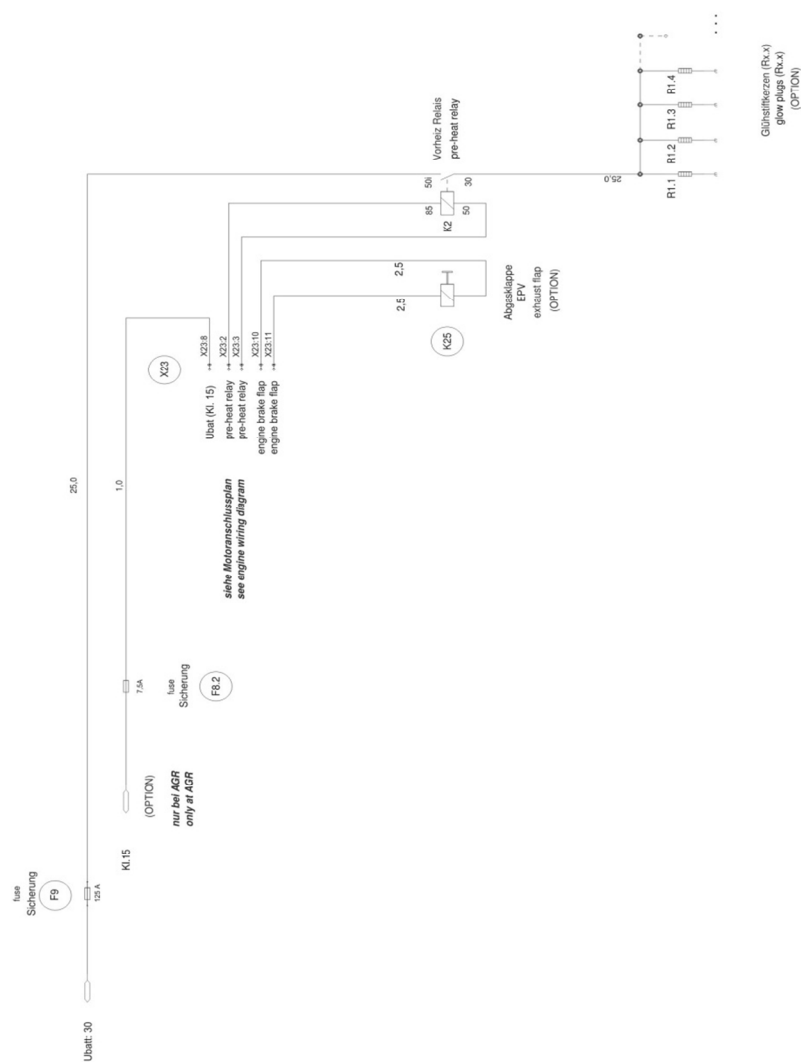 Ubatt: 30
fuse
Sicherung
F9
125 A
25,0
Kl.15
(OPTION)
nur bei AGR
only at AGR
7,5A
fuse
Sicherung
F8.2
1,0
siehe Motoranschlussplan
see engine wiring diagram
X23
Ubat (Kl. 15)
X23:8
pre-heat relay
X23:2
pre-heat relay
X23:3
engine brake flap
X23:10
engine brake flap
X23:11
2,5
2,5
K25
Abgasklappe
EPV
exhaust flap
(OPTION)
85
50
K2
50i
30
Vorheiz Relais
pre-heat relay
25,0
R1.1
R1.2
R1.3
R1.4
...
Glühstiftkerzen (Rx.x)
glow plugs (Rx.x)
(OPTION)